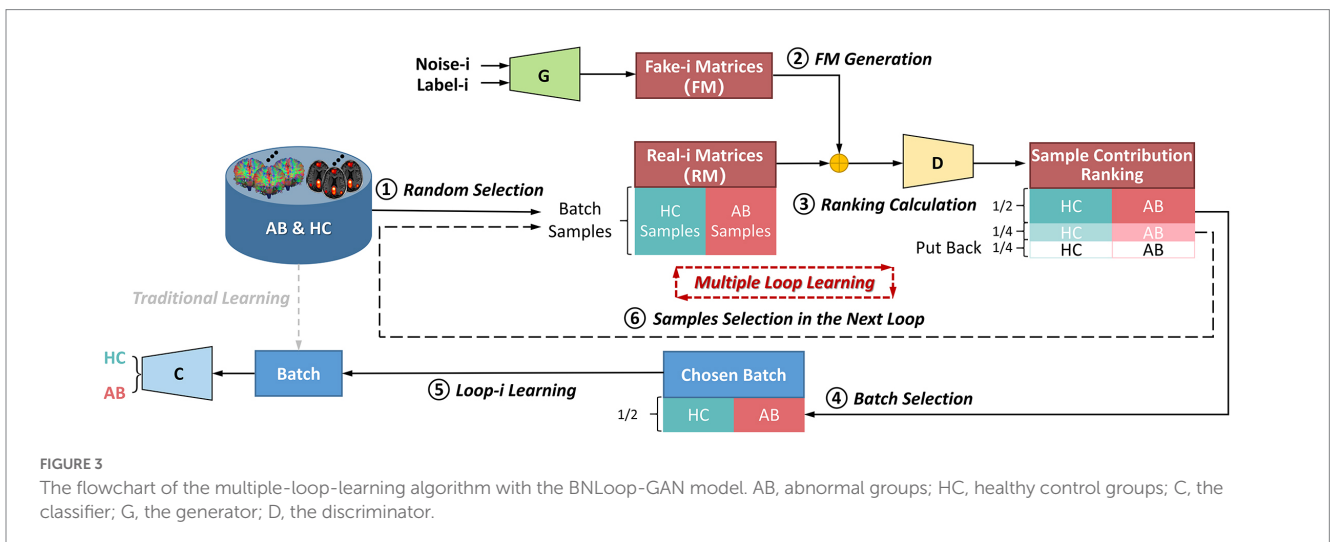 Noise-i
Label-i
G
Fake-i Matrices
(FM)
② FM Generation
AB & HC
① Random Selection
Batch
Samples
Real-i Matrices
(RM)
HC
Samples
AB
Samples
③ Ranking Calculation
D
Sample Contribution
Ranking
1/2
HC
AB
1/4
HC
AB
Put Back
1/4
HC
AB
Multiple Loop Learning
Traditional Learning
⑥ Samples Selection in the Next Loop
HC
AB
C
Batch
⑤ Loop-i Learning
Chosen Batch
1/2
HC
AB
④ Batch Selection
FIGURE 3
The flowchart of the multiple-loop-learning algorithm with the BNLoop-GAN model. AB, abnormal groups; HC, healthy control groups; C, the
classifier; G, the generator; D, the discriminator.